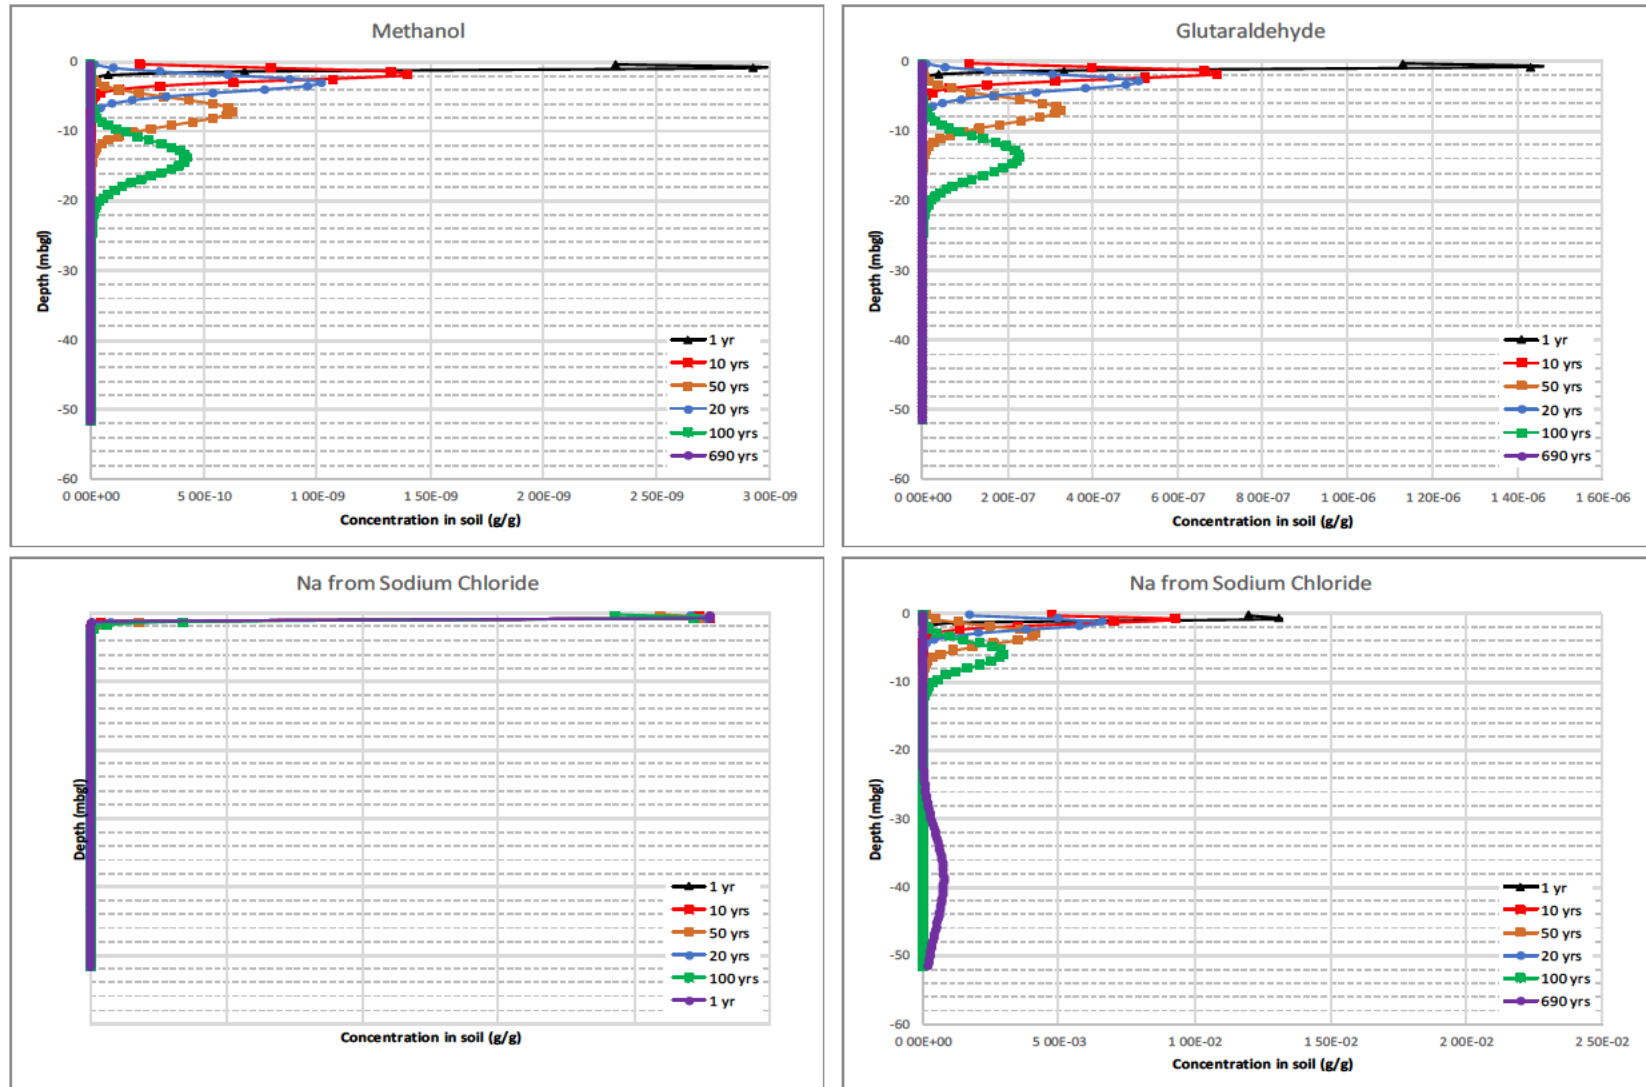 Methanol
0
-10
-20
-30
-40
-50
-60
Depth (mbgl)
1 yr
10 yrs
50 yrs
20 yrs
100 yrs
690 yrs
0 00E+00 5 00E-10 1 00E-09 1 50E-09 2 00E-09 2 50E-09 3 00E-09
Concentration in soil (g/g)
Glutaraldehyde
0
-10
-20
-30
-40
-50
-60
Depth (mbgl)
1 yr
10 yrs
50 yrs
20 yrs
100 yrs
690 yrs
0 00E+00 2 00E-07 4 00E-07 6 00E-07 8 00E-07 1 00E-06 1 20E-06 1 40E-06 1 60E-06
Concentration in soil (g/g)
Na from Sodium Chloride
Depth (mbgl)
1 yr
10 yrs
50 yrs
20 yrs
100 yrs
1 yr
Concentration in soil (g/g)
Na from Sodium Chloride
0
-10
-20
-30
-40
-50
-60
Depth (mbgl)
1 yr
10 yrs
50 yrs
20 yrs
100 yrs
690 yrs
0 00E+00 5 00E-03 1 00E-02 1 50E-02 2 00E-02 2 50E-02
Concentration in soil (g/g)